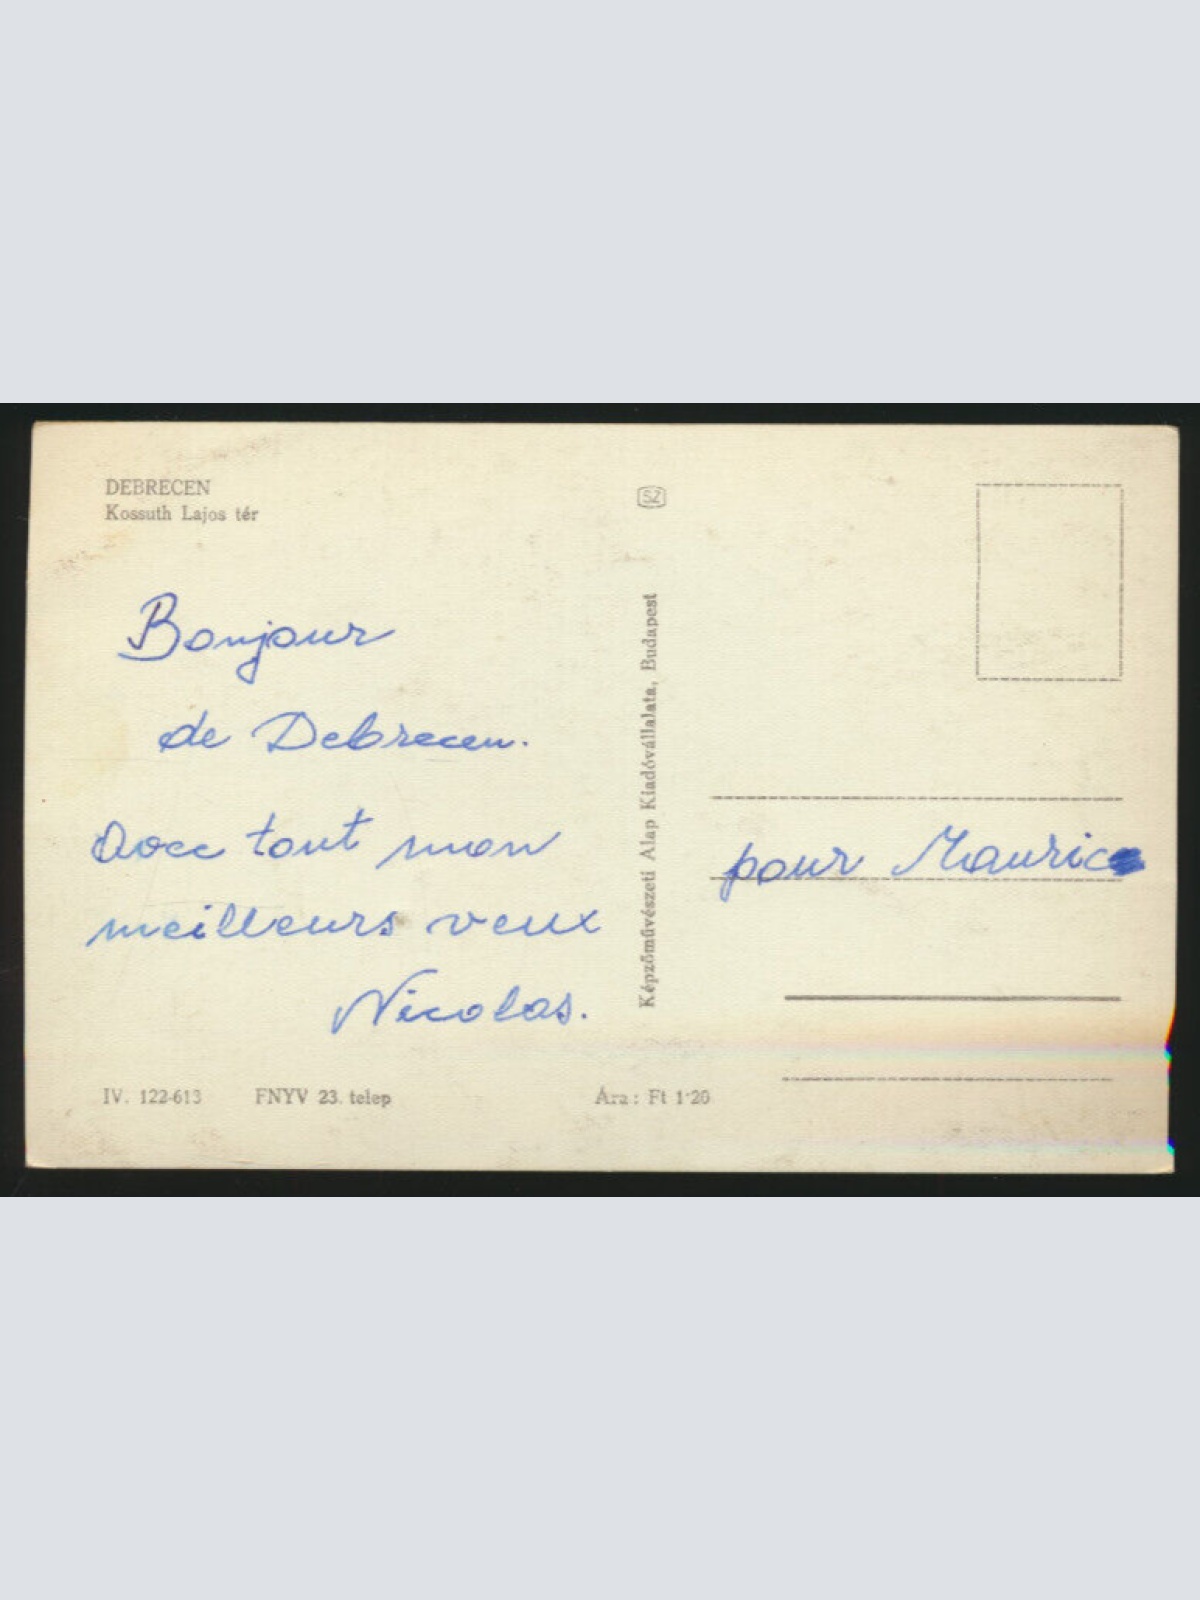 DEBRECEN
Kossuth Lajos tér
SZ
Bonjour
de Debrecen.
Avec tout mon
meilleurs veux
Nicolas.
IV. 122-613 FNYV 23. telep
Ára: Ft 1·20
Képzőművészeti Alap Kiadóvállalata, Budapest
pour Maurice